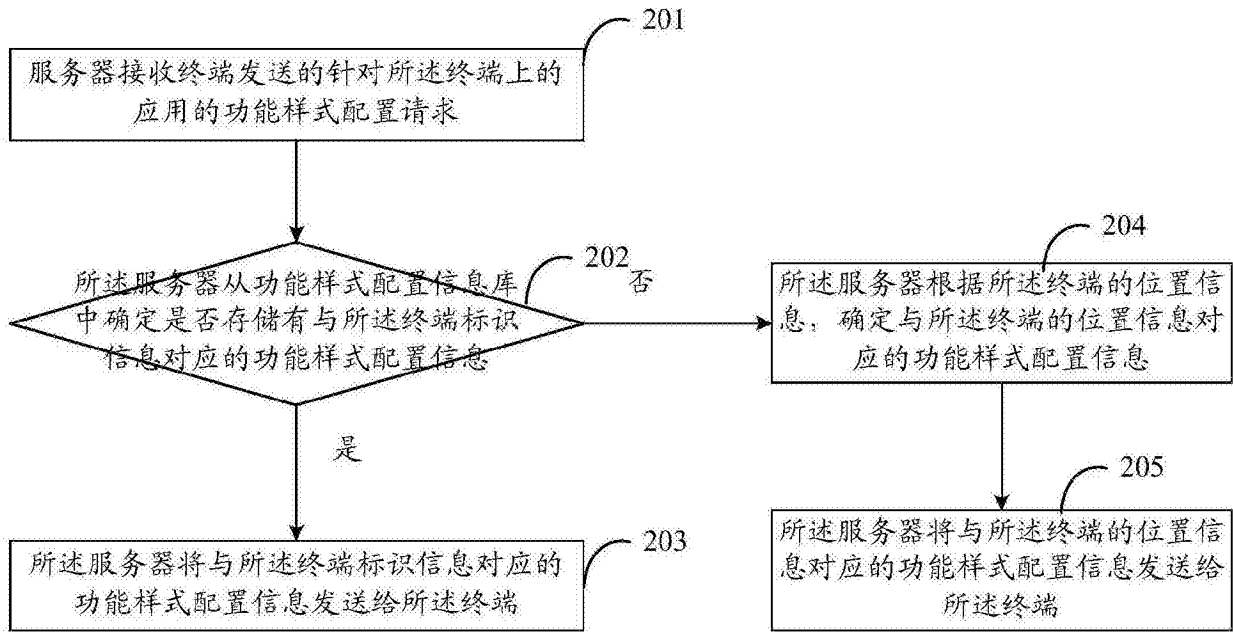 201
服务器接收终端发送的针对所述终端上的
应用的功能样式配置请求
202
所述服务器从功能样式配置信息库
中确定是否存储有与所述终端标识
信息对应的功能样式配置信息
否
是
203
所述服务器将与所述终端标识信息对应的
功能样式配置信息发送给所述终端
204
所述服务器根据所述终端的位置信
息，确定与所述终端的位置信息对
应的功能样式配置信息
205
所述服务器将与所述终端的位置信
息对应的功能样式配置信息发送给
所述终端